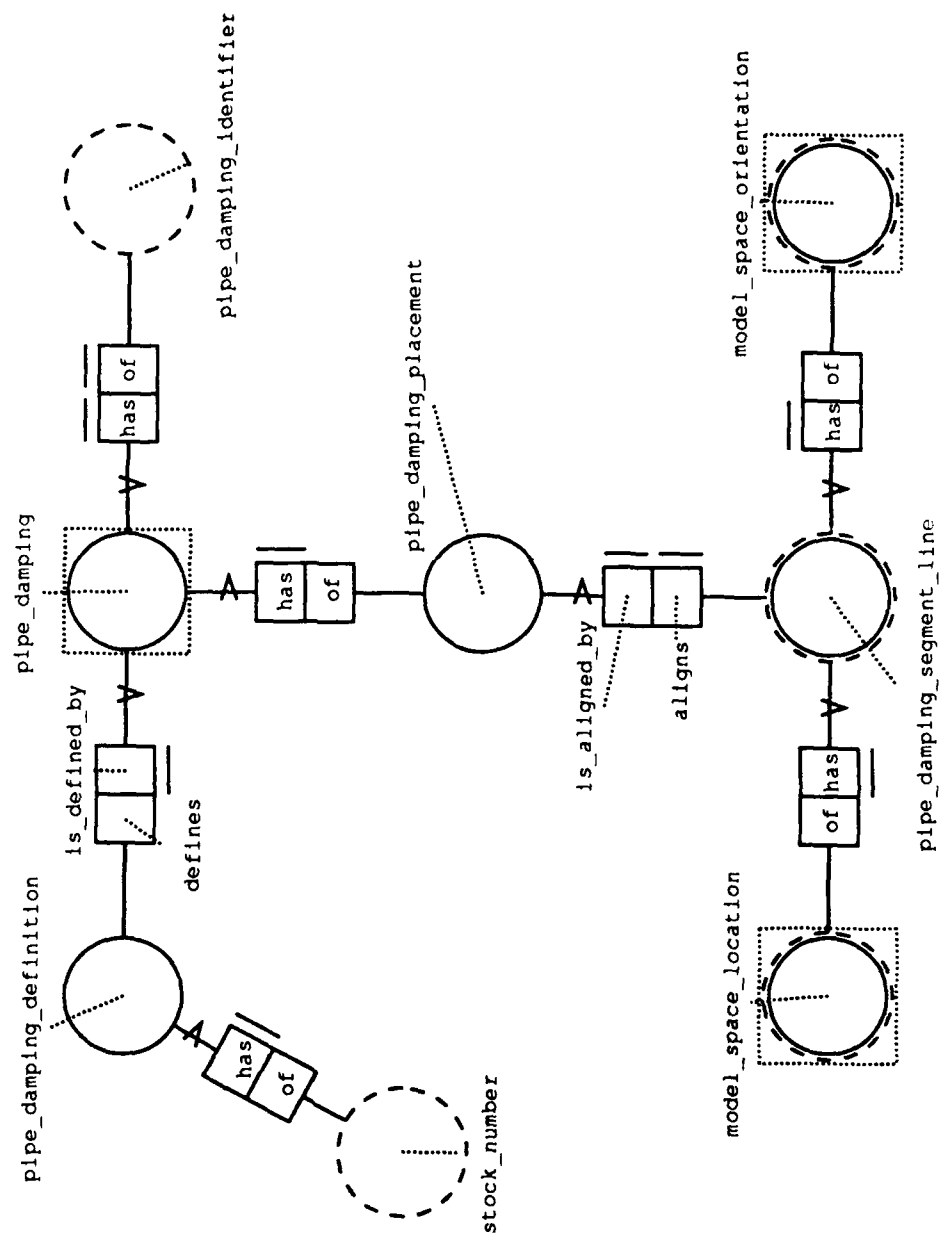 pipe_damping_definition
is_defined_by
pipe_damping
defines
has of
pipe_damping_identifier
has
of
has
of
stock_number
pipe_damping_placement
is_aligned_by
aligns
model_space_location
model_space_orientation
of has
has of
pipe_damping_segment_line